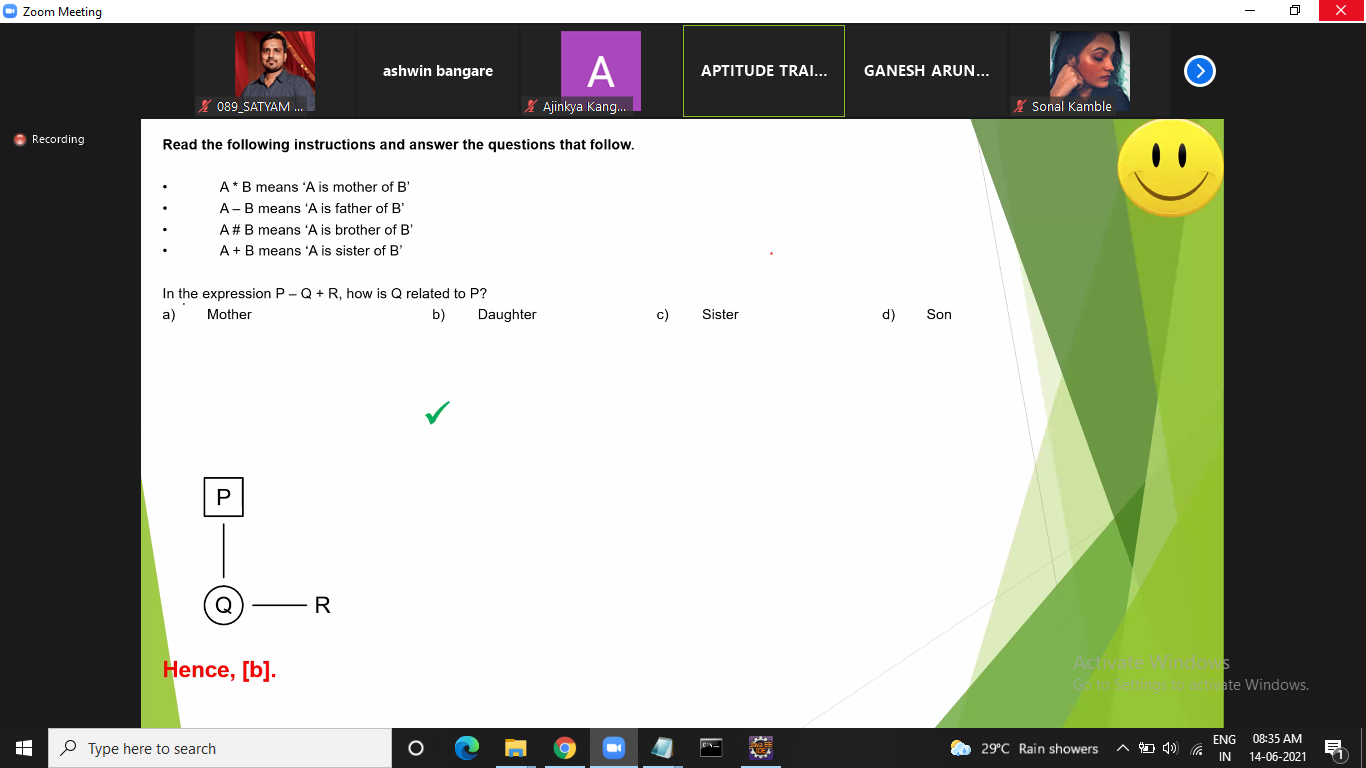 Zoom Meeting
089_SATYAM ...
ashwin bangare
A
Ajinkya Kang...
APTITUDE TRAI...
GANESH ARUN...
Sonal Kamble
Recording
Read the following instructions and answer the questions that follow.
• A * B means ‘A is mother of B’
• A – B means ‘A is father of B’
• A # B means ‘A is brother of B’
• A + B means ‘A is sister of B’
In the expression P – Q + R, how is Q related to P?
a) Mother b) Daughter c) Sister d) Son
P
Q R
Hence, [b].
Activate Windows
Go to Settings to activate Windows.
Type here to search
29°C Rain showers
ENG
IN
08:35 AM
14-06-2021
1